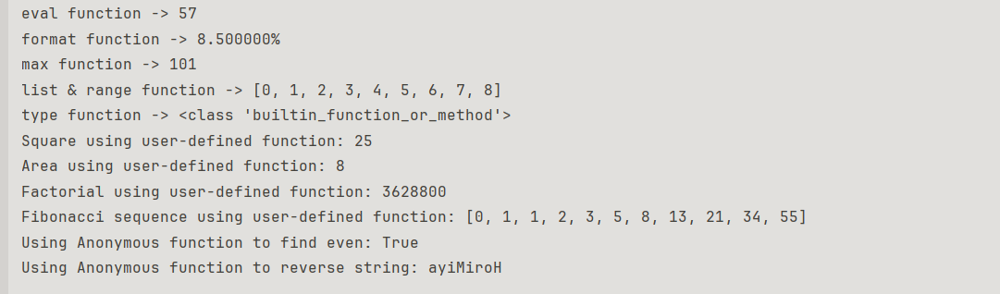 eval function -> 57
format function -> 8.500000%
max function -> 101
list & range function -> [0, 1, 2, 3, 4, 5, 6, 7, 8]
type function -> <class 'builtin_function_or_method'>
Square using user-defined function: 25
Area using user-defined function: 8
Factorial using user-defined function: 3628800
Fibonacci sequence using user-defined function: [0, 1, 1, 2, 3, 5, 8, 13, 21, 34, 55]
Using Anonymous function to find even: True
Using Anonymous function to reverse string: ayiMiroH